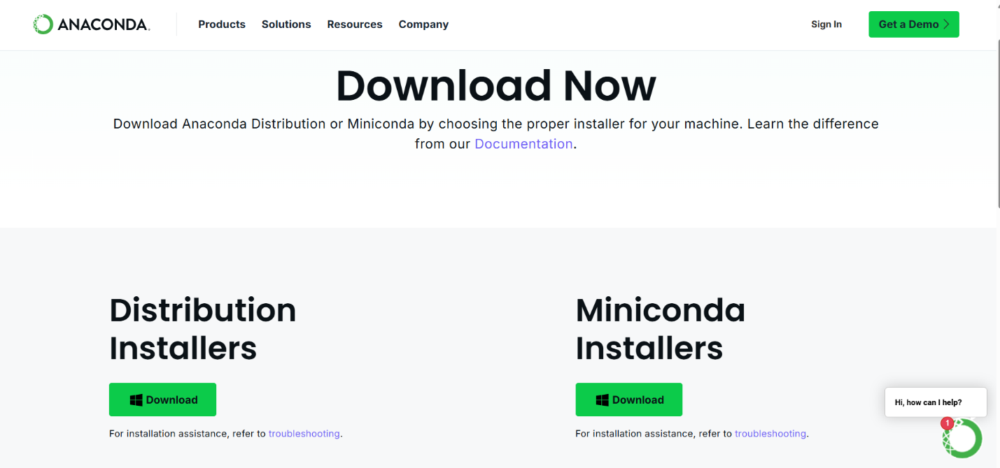 ANACONDA.
Products
Solutions
Resources
Company
Sign In
Get a Demo
Download Now
Download Anaconda Distribution or Miniconda by choosing the proper installer for your machine. Learn the difference
from our Documentation.
Distribution
Installers
Download
For installation assistance, refer to troubleshooting.
Miniconda
Installers
Download
For installation assistance, refer to troubleshooting.
Hi, how can I help?
1